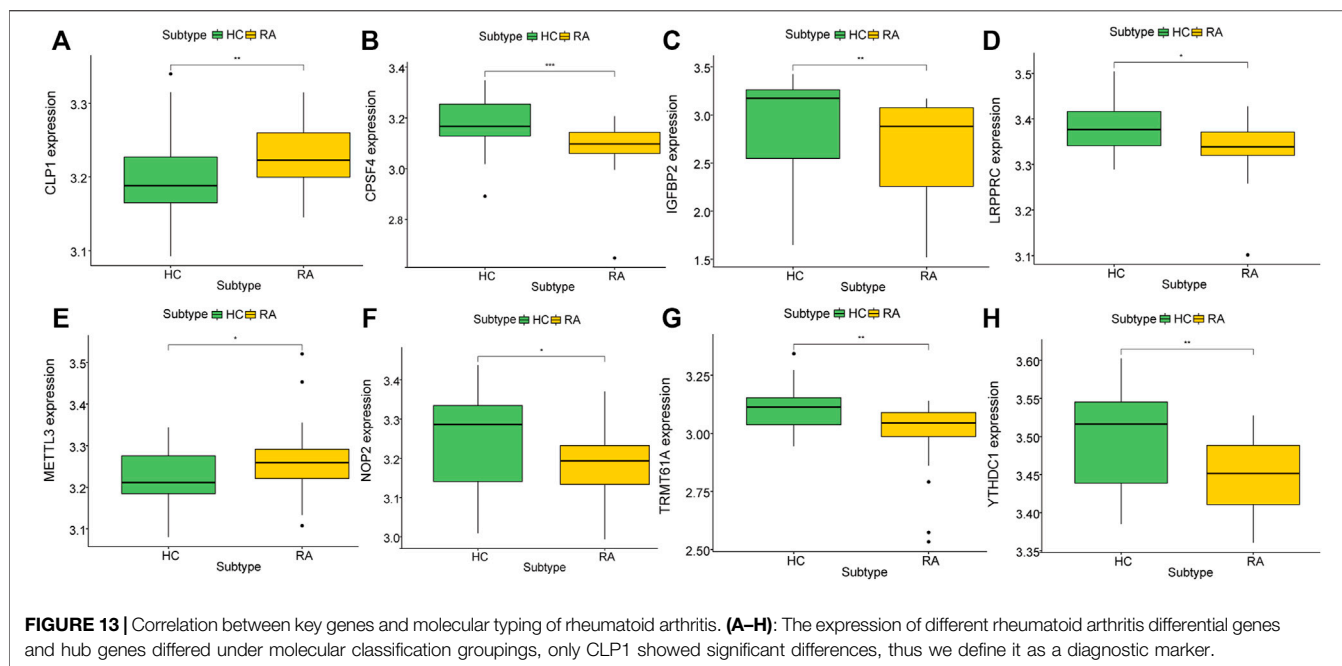 A
Subtype HC RA
**
CLP1 expression
3.3
3.2
3.1
HC RA
Subtype
B
Subtype HC RA
***
CPSF4 expression
3.4
3.2
3.0
2.8
HC RA
Subtype
C
Subtype HC RA
**
IGFBP2 expression
3.5
3.0
2.5
2.0
1.5
HC RA
Subtype
D
Subtype HC RA
*
LRPPRC expression
3.5
3.4
3.3
3.2
3.1
HC RA
Subtype
E
Subtype HC RA
*
METTL3 expression
3.5
3.4
3.3
3.2
3.1
HC RA
Subtype
F
Subtype HC RA
*
NOP2 expression
3.4
3.3
3.2
3.1
3.0
HC RA
Subtype
G
Subtype HC RA
**
TRMT61A expression
3.25
3.00
2.75
2.50
HC RA
Subtype
H
Subtype HC RA
**
YTHDC1 expression
3.60
3.55
3.50
3.45
3.40
3.35
HC RA
Subtype
FIGURE 13 | Correlation between key genes and molecular typing of rheumatoid arthritis. (A–H): The expression of different rheumatoid arthritis differential genes
and hub genes differed under molecular classification groupings, only CLP1 showed significant differences, thus we define it as a diagnostic marker.